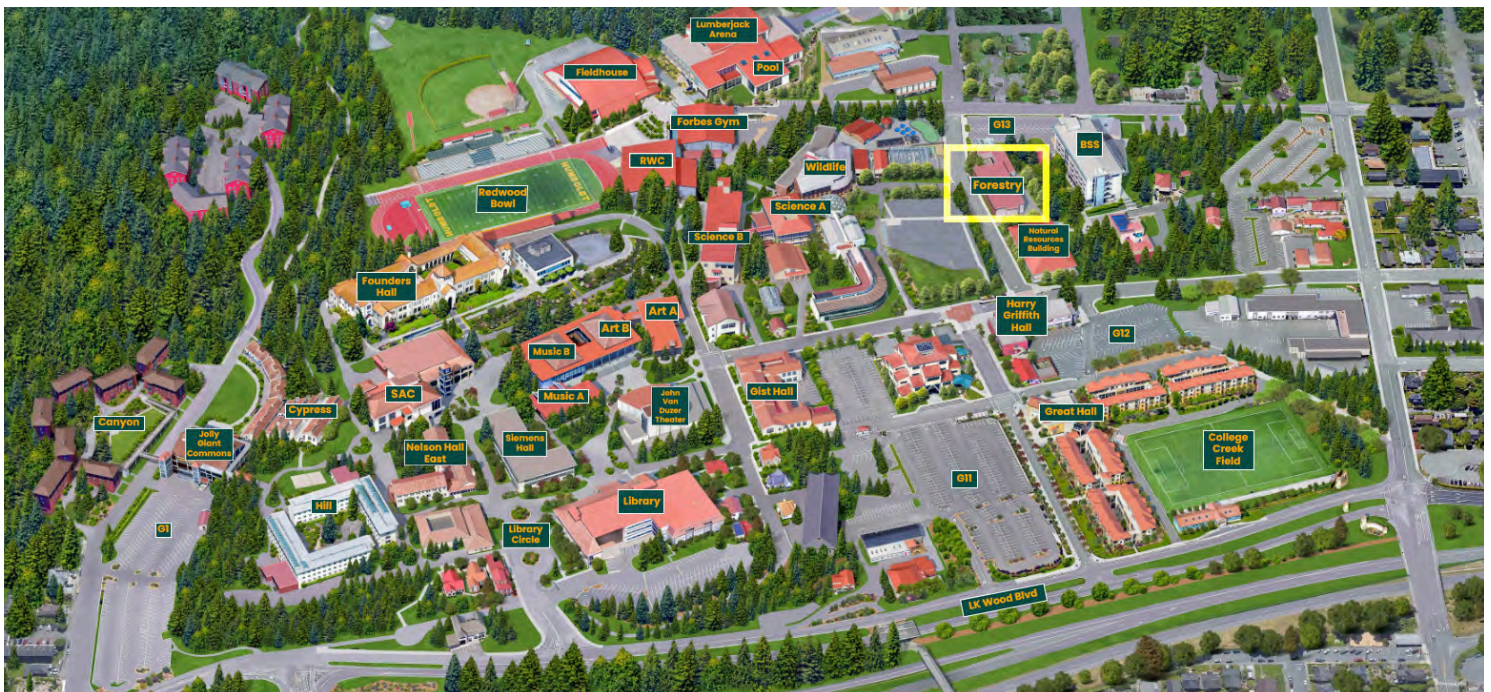 Lumberjack
Arena
Pool
Fieldhouse
Forbes Gym
G13
BSS
RWC
Wildlife
Forestry
Redwood
Bowl
HUMBOLDT
HUMBOLDT
Science A
Science B
Natural
Resources
Building
Founders
Hall
Art A
Art B
Music B
Harry
Griffith
Hall
G12
Music A
SAC
John
Van
Duzer
Theater
Gist Hall
Great Hall
Cypress
Canyon
Jolly
Giant
Commons
Nelson Hall
East
Siemens
Hall
College
Creek
Field
G11
Library
Hill
G1
Library
Circle
LK Wood Blvd